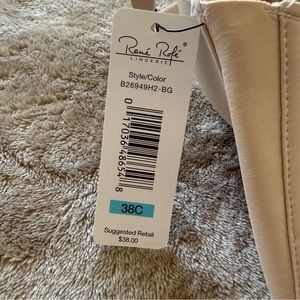 René Rofé
LINGERIE
Style/Color
B26949H2-BG
0 17036 48654 8
38C
Suggested Retail
$38.00